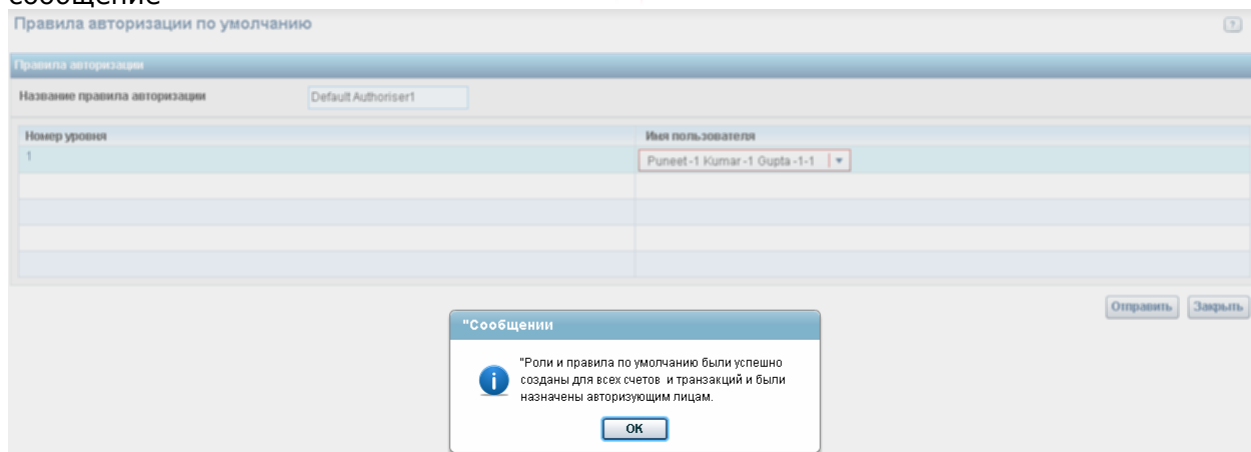 сообщение
Правила авторизации по умолчанию
?
Правила авторизации
Название правила авторизации Default Authoriser1
Номер уровня Имя пользователя
1 Puneet-1 Kumar-1 Gupta-1-1
Отправить Закрыть
"Сообщении
"Роли и правила по умолчанию были успешно
созданы для всех счетов и транзакций и были
назначены авторизующим лицам.
OK